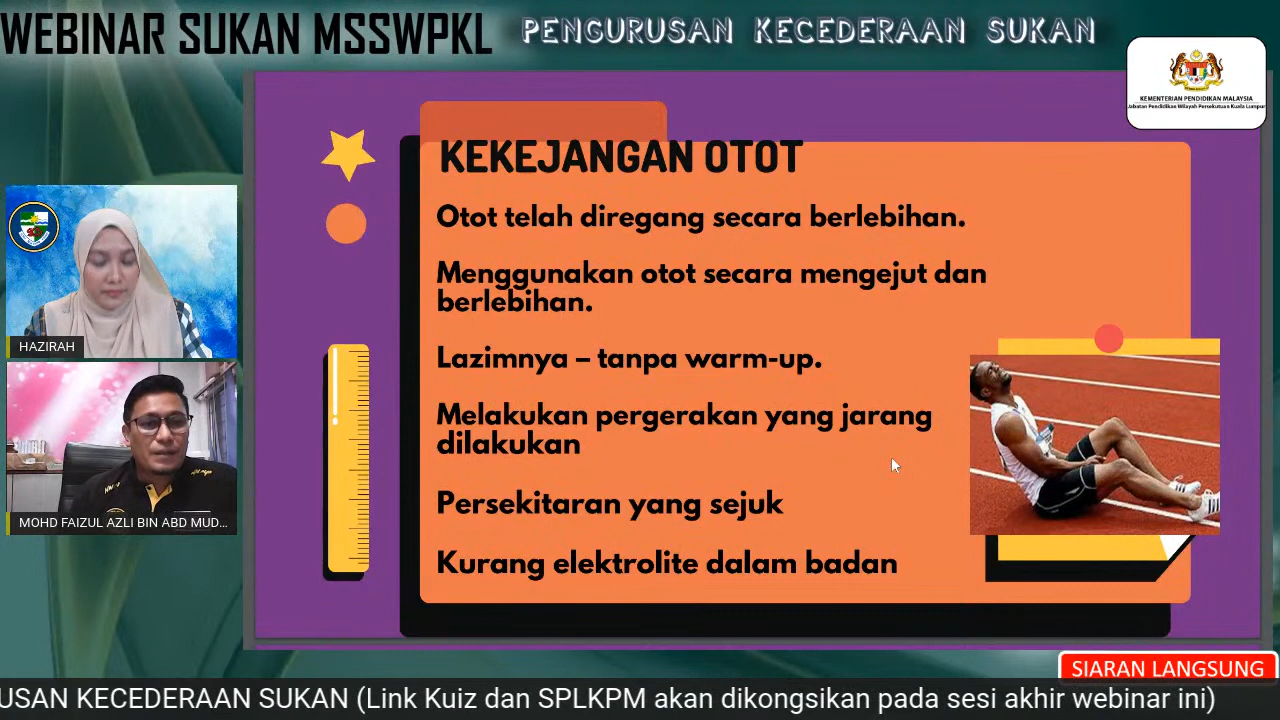 WEBINAR SUKAN MSSWPKL
PENGURUSAN KECEDERAAN SUKAN
KEMENTERIAN PENDIDIKAN MALAYSIA
Jabatan Pendidikan Wilayah Persekutuan Kuala Lumpur
KEKEJANGAN OTOT
Otot telah diregang secara berlebihan.
Menggunakan otot secara mengejut dan
berlebihan.
Lazimnya – tanpa warm-up.
Melakukan pergerakan yang jarang
dilakukan
Persekitaran yang sejuk
Kurang elektrolite dalam badan
HAZIRAH
MOHD FAIZUL AZLI BIN ABD MUD...
SIARAN LANGSUNG
USAN KECEDERAAN SUKAN (Link Kuiz dan SPLKPM akan dikongsikan pada sesi akhir webinar ini)